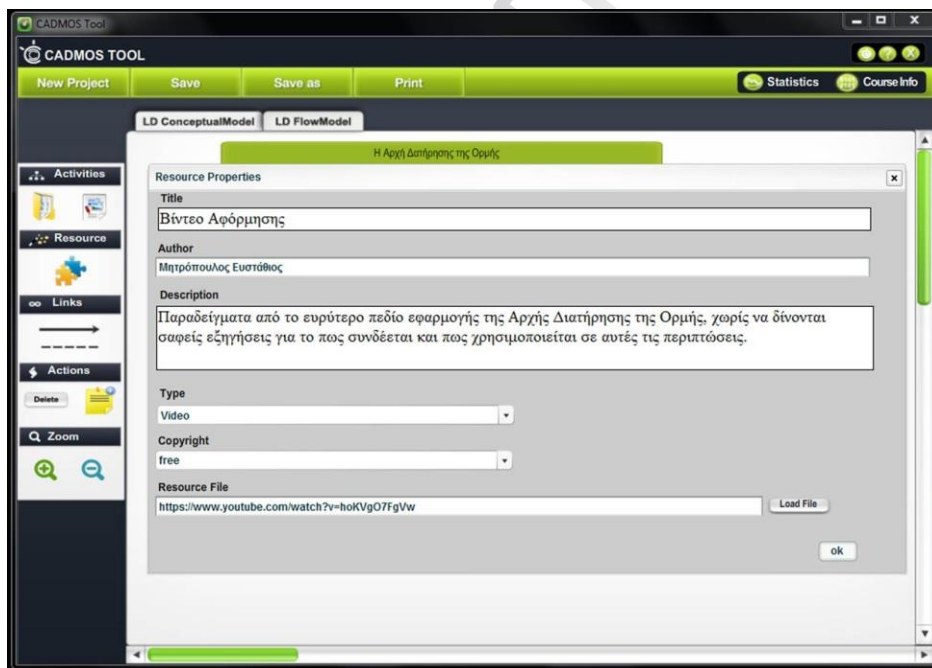 CADMOS Tool
CADMOS TOOL
New Project Save Save as Print Statistics Course Info
LD ConceptualModel LD FlowModel
Η Αρχή Διατήρησης της Ορμής
Activities
Resource
Links
Actions
Delete
Zoom
Resource Properties
Title
Βίντεο Αφόρμησης
Author
Μητρόπουλος Ευστάθιος
Description
Παραδείγματα από το ευρύτερο πεδίο εφαρμογής της Αρχής Διατήρησης της Ορμής, χωρίς να δίνονται
σαφείς εξηγήσεις για το πως συνδέεται και πως χρησιμοποιείται σε αυτές τις περιπτώσεις.
Type
Video
Copyright
free
Resource File
https://www.youtube.com/watch?v=hoKVgO7FgVw
Load File
ok